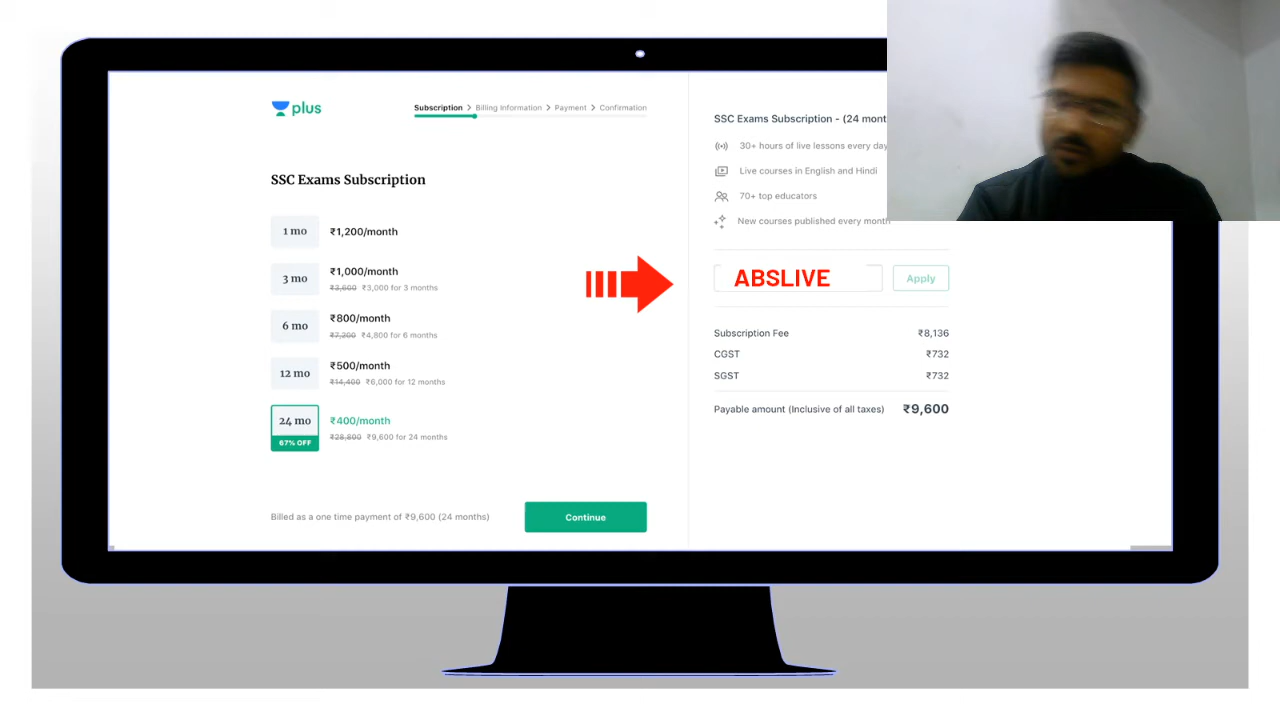 plus
Subscription > Billing Information > Payment > Confirmation
SSC Exams Subscription
1 mo ₹1,200/month
3 mo ₹1,000/month
₹3,600 ₹3,000 for 3 months
6 mo ₹800/month
₹7,200 ₹4,800 for 6 months
12 mo ₹500/month
₹14,400 ₹6,000 for 12 months
24 mo ₹400/month
67% OFF ₹28,800 ₹9,600 for 24 months
Billed as a one time payment of ₹9,600 (24 months) Continue
SSC Exams Subscription - (24 mont
30+ hours of live lessons every day
Live courses in English and Hindi
70+ top educators
New courses published every month
ABSLIVE Apply
Subscription Fee ₹8,136
CGST ₹732
SGST ₹732
Payable amount (Inclusive of all taxes) ₹9,600